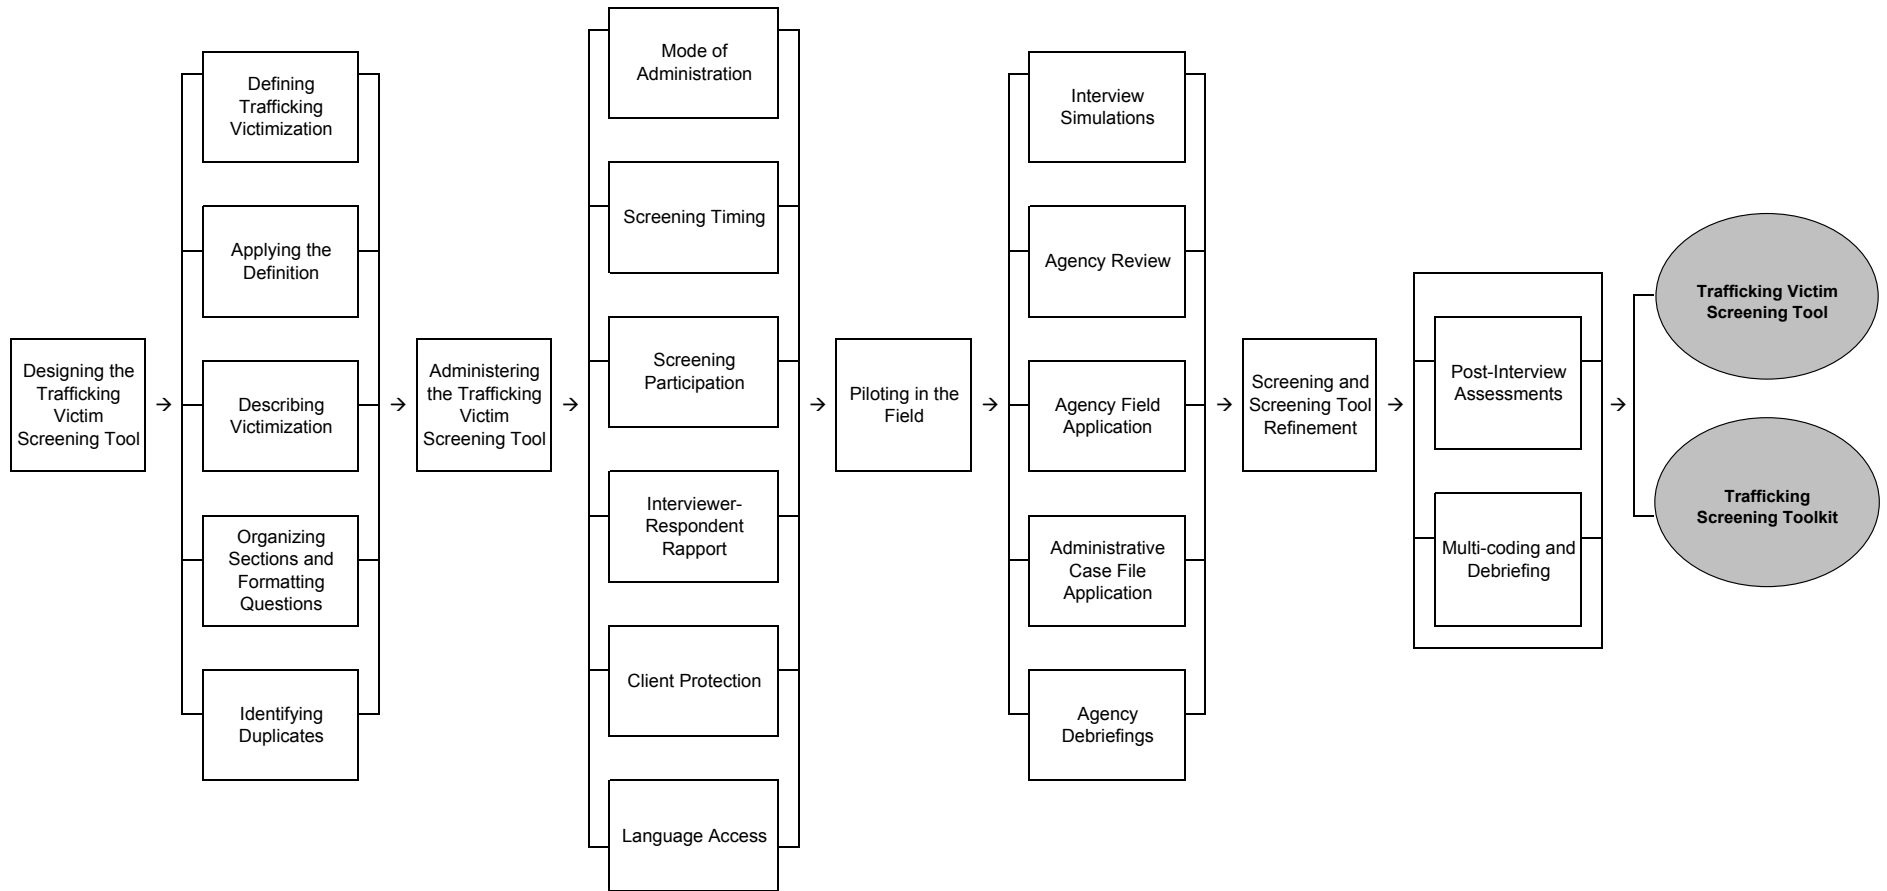 Designing the
Trafficking
Victim
Screening Tool
→
Defining
Trafficking
Victimization
Applying the
Definition
Describing
Victimization
Organizing
Sections and
Formatting
Questions
Identifying
Duplicates
→
Administering
the Trafficking
Victim
Screening Tool
→
Mode of
Administration
Screening Timing
Screening
Participation
Interviewer-
Respondent
Rapport
Client Protection
Language Access
→
Piloting in the
Field
→
Interview
Simulations
Agency Review
Agency Field
Application
Administrative
Case File
Application
Agency
Debriefings
→
Screening and
Screening Tool
Refinement
→
Post-Interview
Assessments
Multi-coding and
Debriefing
→
Trafficking Victim
Screening Tool
Trafficking
Screening Toolkit